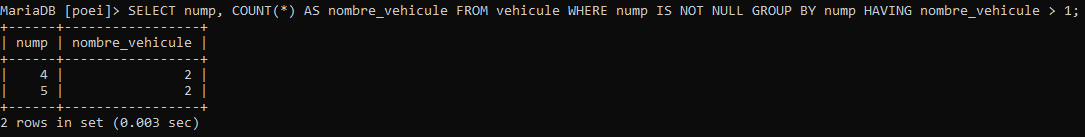 MariaDB [poei]> SELECT nump, COUNT(*) AS nombre_vehicule FROM vehicule WHERE nump IS NOT NULL GROUP BY nump HAVING nombre_vehicule > 1;
+------+-----------------+
| nump | nombre_vehicule |
+------+-----------------+
|    4 |               2 |
|    5 |               2 |
+------+-----------------+
2 rows in set (0.003 sec)